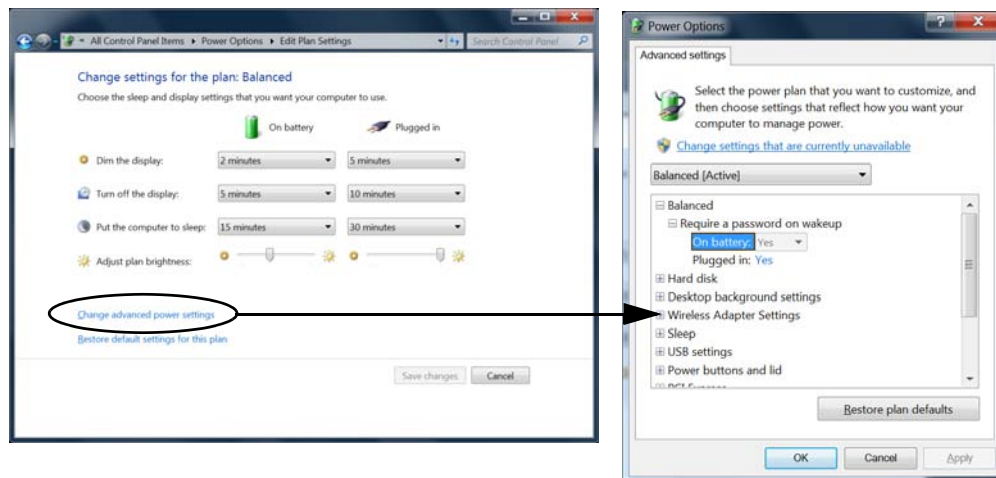 All Control Panel Items ▸ Power Options ▸ Edit Plan Settings
Search Control Panel
Change settings for the plan: Balanced
Choose the sleep and display settings that you want your computer to use.
On battery Plugged in
Dim the display: 2 minutes 5 minutes
Turn off the display: 5 minutes 10 minutes
Put the computer to sleep: 15 minutes 30 minutes
Adjust plan brightness:
Change advanced power settings
Restore default settings for this plan
Save changes Cancel
Power Options
Advanced settings
Select the power plan that you want to customize, and
then choose settings that reflect how you want your
computer to manage power.
Change settings that are currently unavailable
Balanced [Active]
Balanced
Require a password on wakeup
On battery: Yes
Plugged in: Yes
Hard disk
Desktop background settings
Wireless Adapter Settings
Sleep
USB settings
Power buttons and lid
PCI Express
Restore plan defaults
OK Cancel Apply